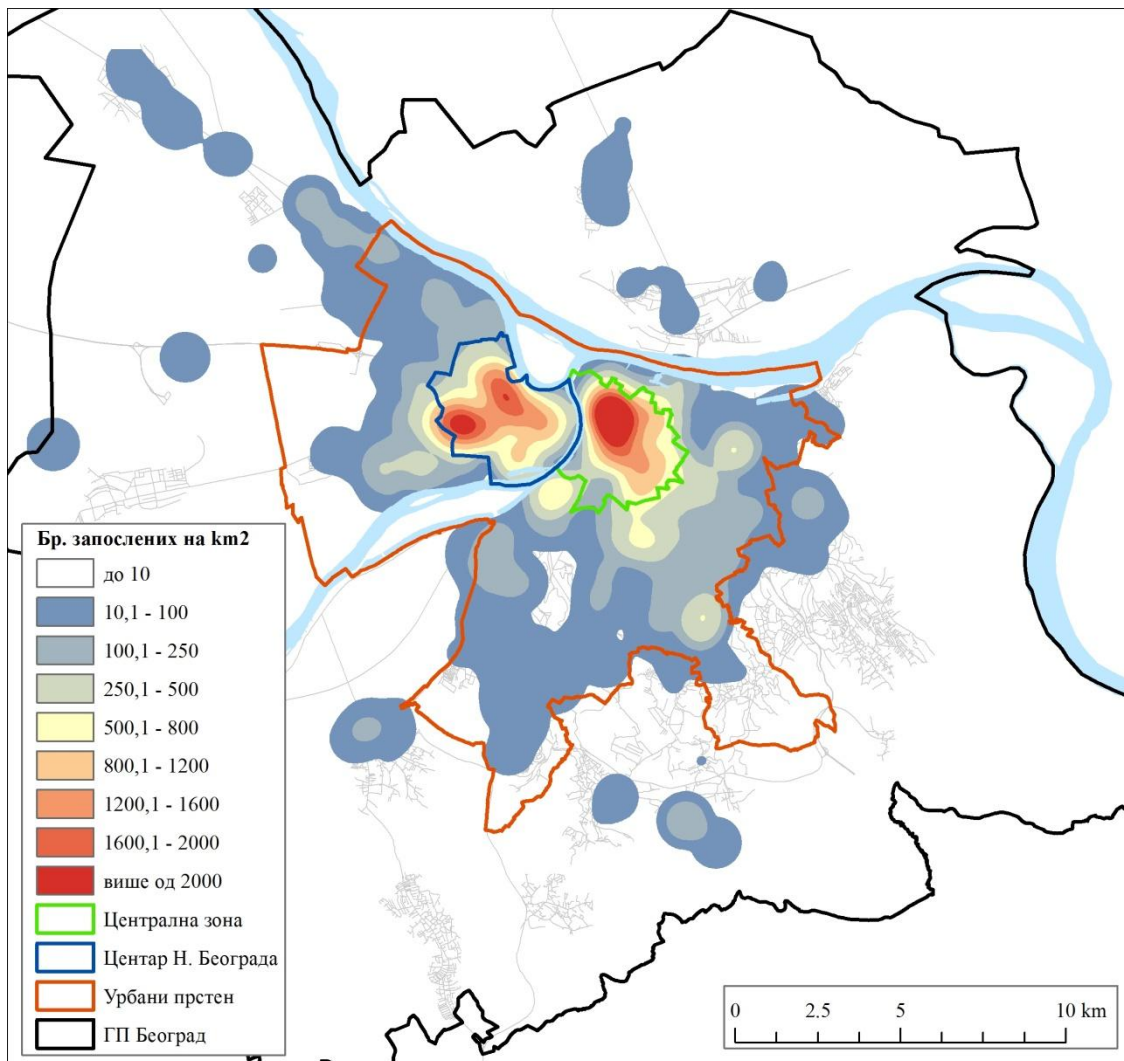 Бр. запослених на km2
до 10
10,1 - 100
100,1 - 250
250,1 - 500
500,1 - 800
800,1 - 1200
1200,1 - 1600
1600,1 - 2000
више од 2000
Централна зона
Центар Н. Београда
Урбани прстен
ГП Београд
0 2.5 5 10 km